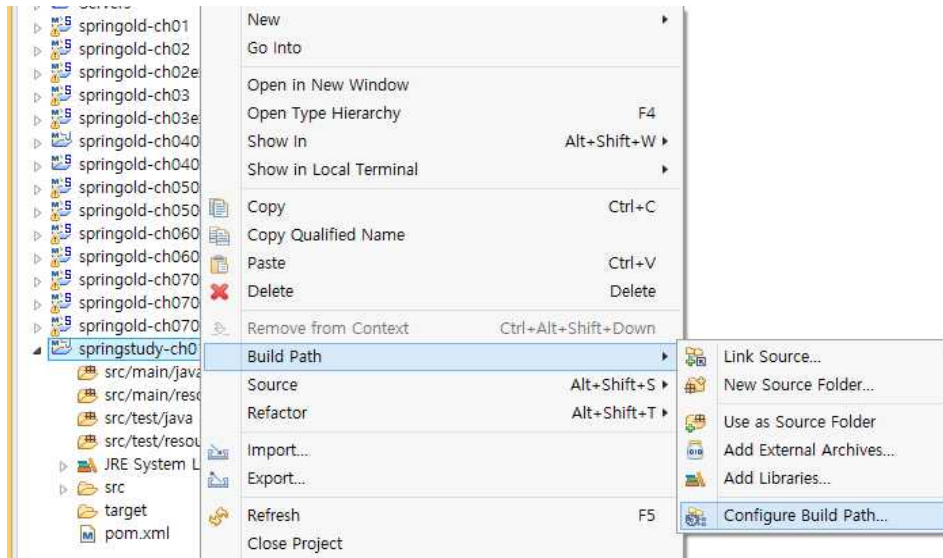 Servers
springold-ch01
springold-ch02
springold-ch02e
springold-ch03
springold-ch03e
springold-ch040
springold-ch040
springold-ch050
springold-ch050
springold-ch060
springold-ch060
springold-ch070
springold-ch070
springold-ch070
springstudy-ch0
src/main/java
src/main/reso
src/test/java
src/test/resou
JRE System L
src
target
pom.xml
New
Go Into
Open in New Window
Open Type Hierarchy F4
Show In Alt+Shift+W
Show in Local Terminal
Copy Ctrl+C
Copy Qualified Name
Paste Ctrl+V
Delete Delete
Remove from Context Ctrl+Alt+Shift+Down
Build Path
Source Alt+Shift+S
Refactor Alt+Shift+T
Import...
Export...
Refresh F5
Close Project
Link Source...
New Source Folder...
Use as Source Folder
Add External Archives...
Add Libraries...
Configure Build Path...